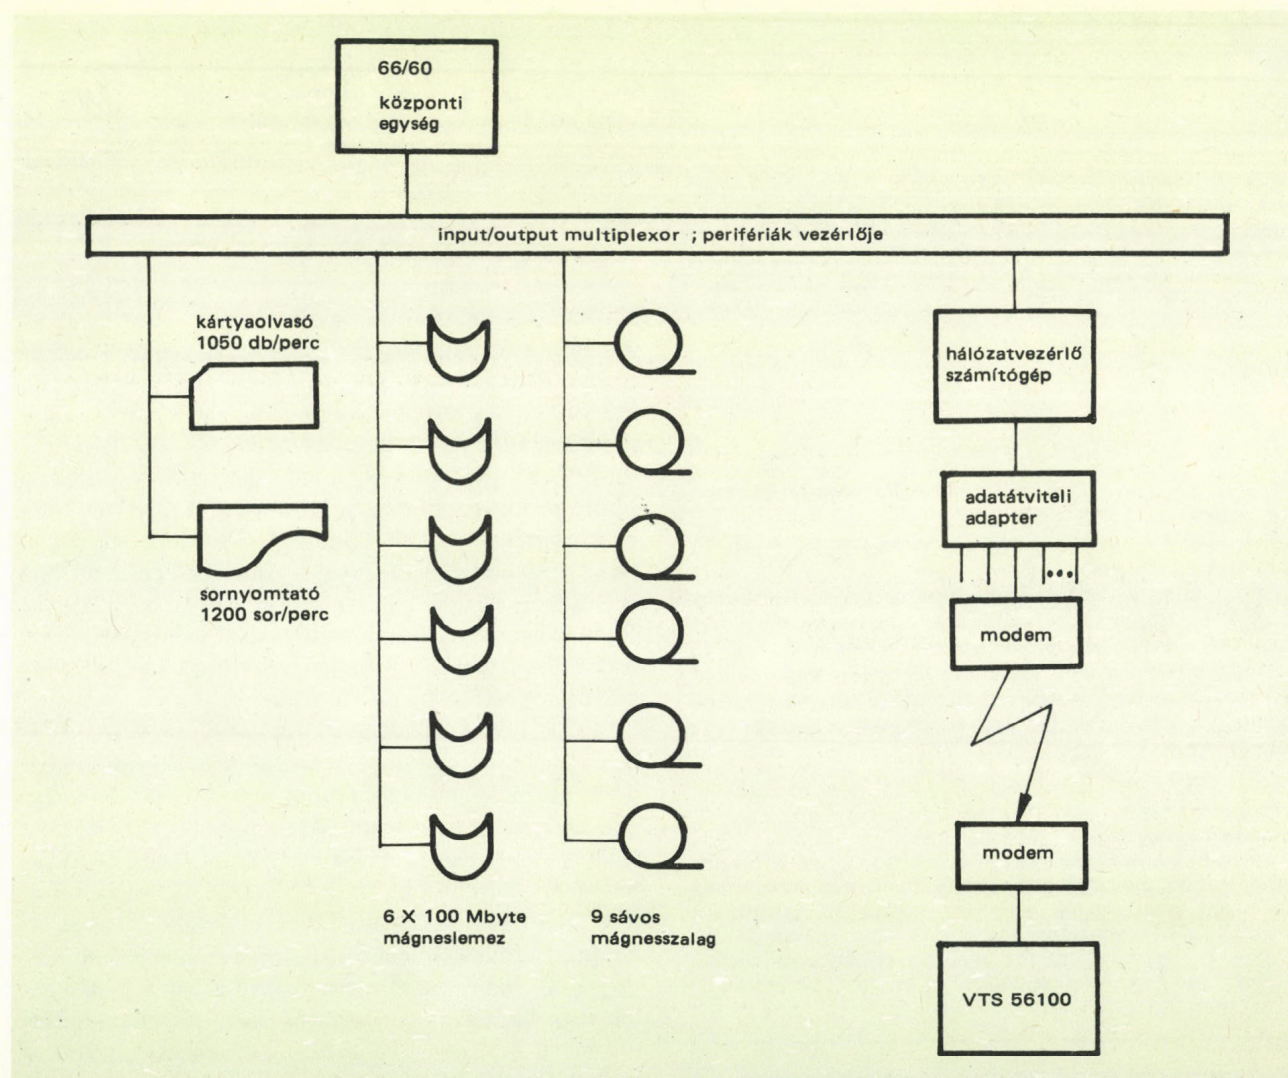 66/60
központi
egység
input/output multiplexor ; perifériák vezérlője
kártyaolvasó
1050 db/perc
sornyomtató
1200 sor/perc
6 X 100 Mbyte
mágneslemez
9 sávos
mágnesszalag
hálózatvezérlő
számítógép
adatátviteli
adapter
modem
modem
VTS 56100